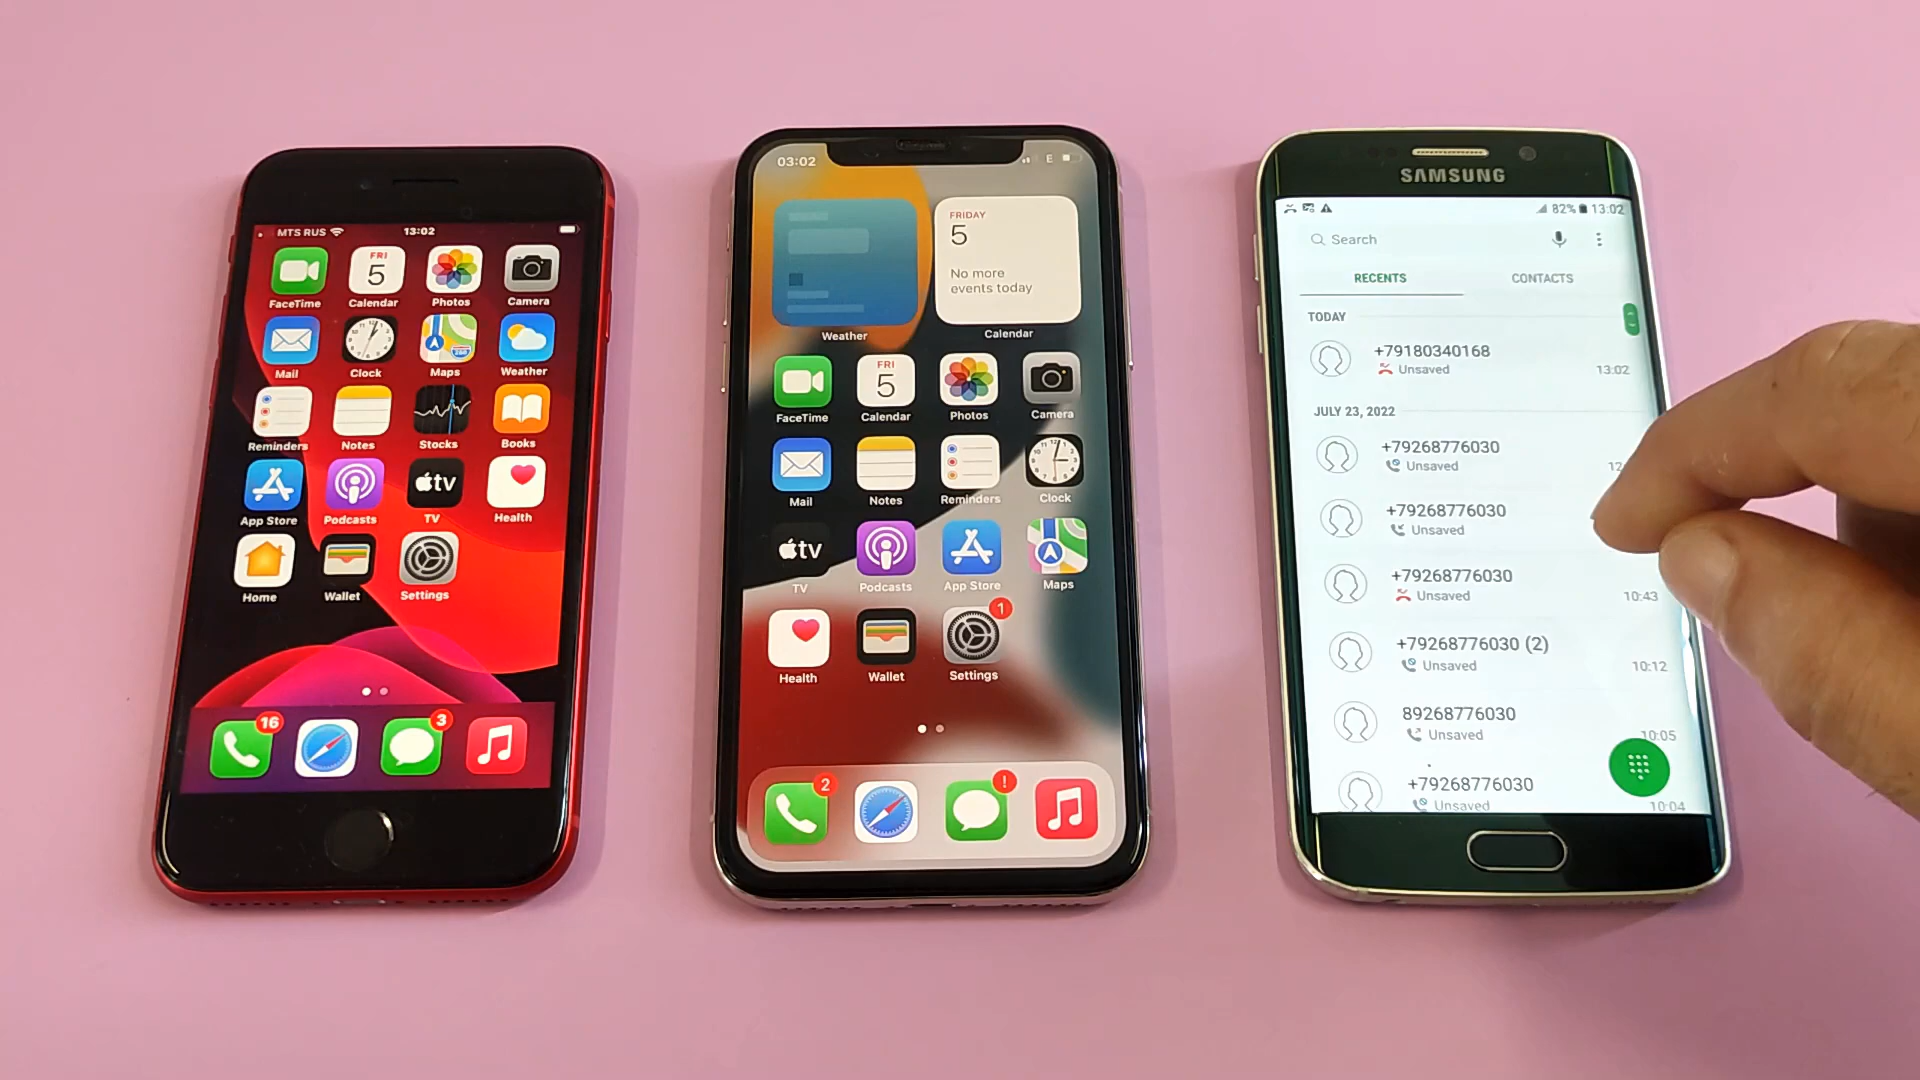 MTS RUS
13:02
FaceTime
FRI
5
Calendar
Photos
Camera
Mail
Clock
Maps
280
Weather
Reminders
Notes
Stocks
Books
App Store
Podcasts
tv
TV
Health
Home
Wallet
Settings
16
3
03:02
E
Weather
FRIDAY
5
No more
events today
Calendar
FaceTime
FRI
5
Calendar
Photos
Camera
Mail
Notes
Reminders
Clock
tv
TV
Podcasts
App Store
Maps
Health
Wallet
1
Settings
2
!
SAMSUNG
82% 13:02
Search
RECENTS CONTACTS
TODAY
+79180340168
Unsaved 13:02
JULY 23, 2022
+79268776030
Unsaved
+79268776030
Unsaved
+79268776030
Unsaved 10:43
+79268776030 (2)
Unsaved 10:12
89268776030
Unsaved 10:05
+79268776030
Unsaved 10:04